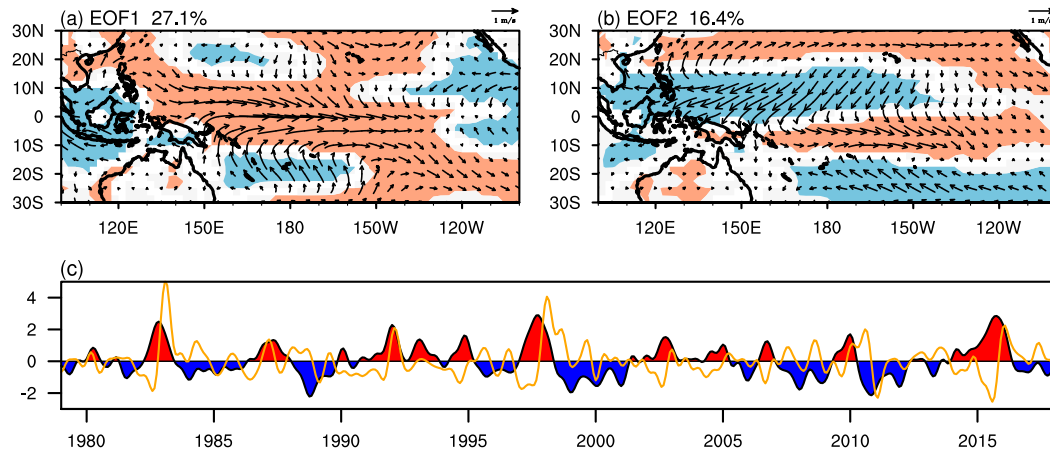 (a) EOF1 27.1%
1 m/s
(b) EOF2 16.4%
1 m/s
30N
20N
10N
0
10S
20S
30S
120E 150E 180 150W 120W
30N
20N
10N
0
10S
20S
30S
120E 150E 180 150W 120W
(c)
4
2
0
-2
1980 1985 1990 1995 2000 2005 2010 2015